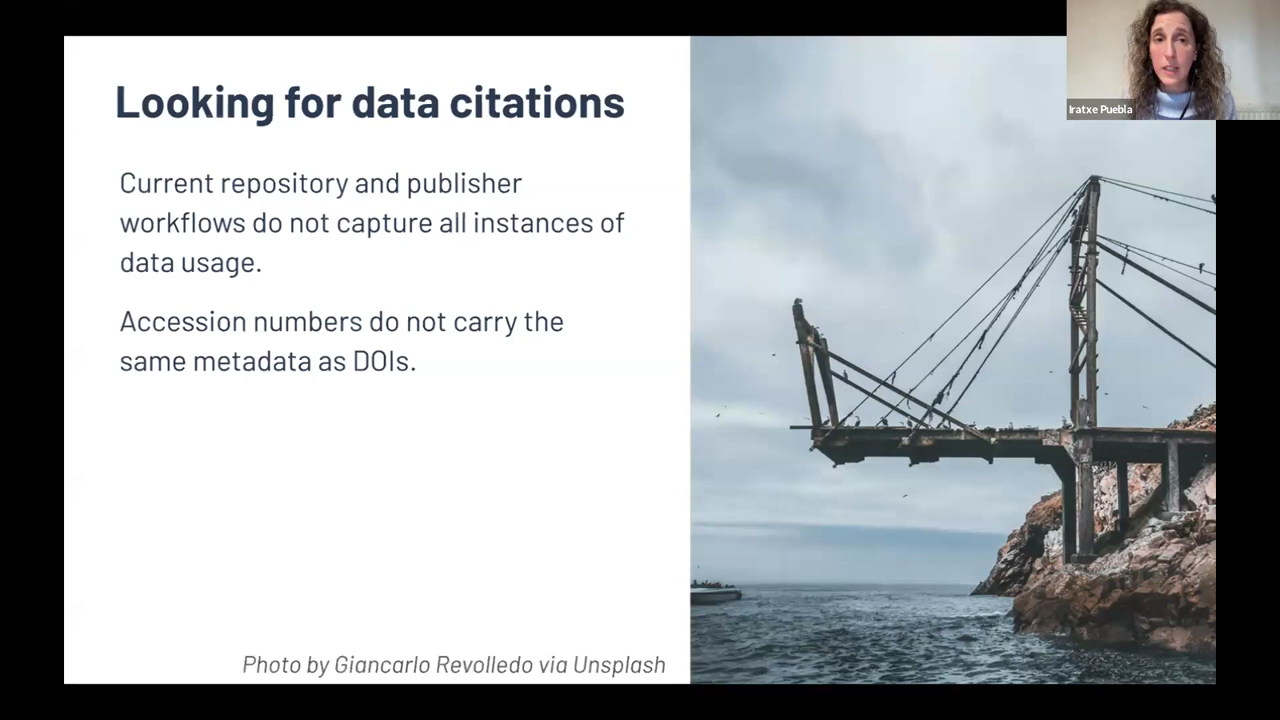 Looking for data citations
Current repository and publisher
workflows do not capture all instances of
data usage.
Accession numbers do not carry the
same metadata as DOIs.
Photo by Giancarlo Revolledo via Unsplash
Iratxe Puebla